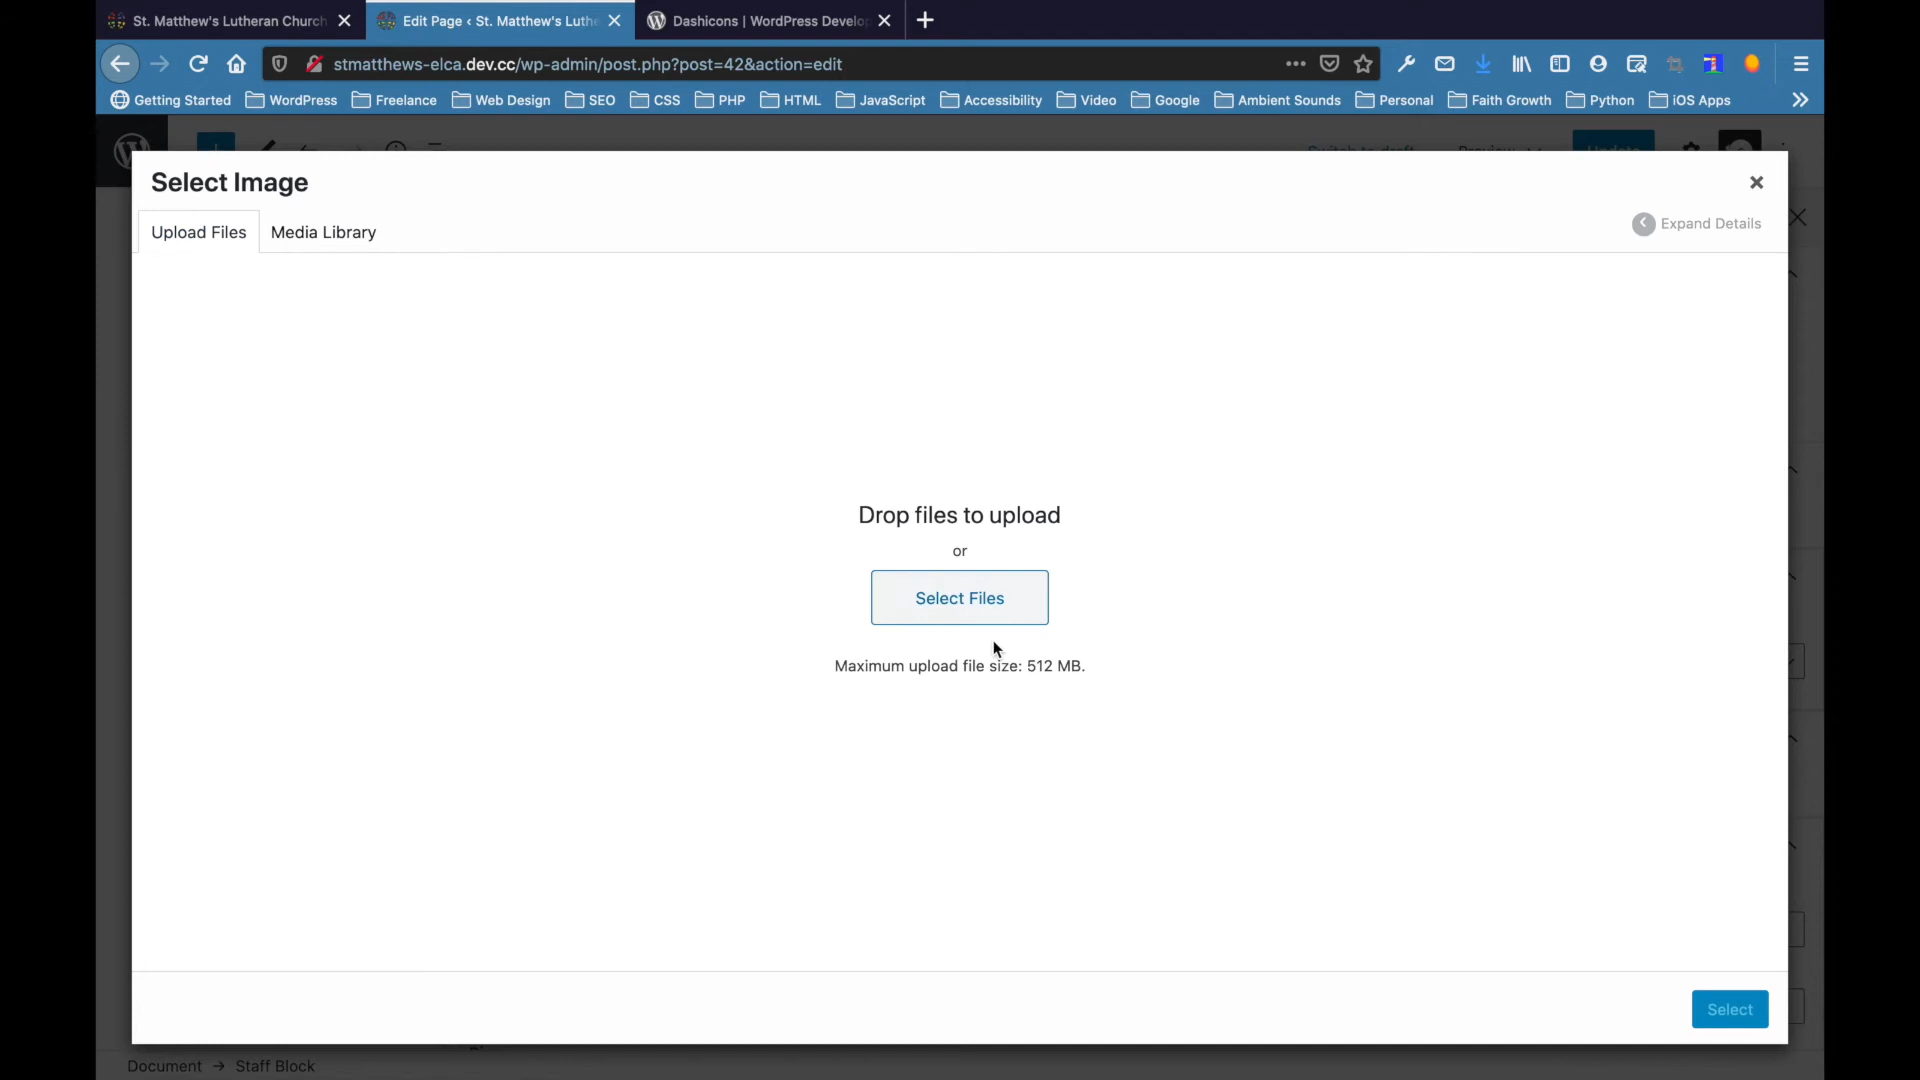 St. Matthew's Lutheran Church
Edit Page ‹ St. Matthew's Luthe
Dashicons | WordPress Develo
stmatthews-elca.dev.cc/wp-admin/post.php?post=42&action=edit
Getting Started WordPress Freelance Web Design SEO CSS PHP HTML JavaScript Accessibility Video Google Ambient Sounds Personal Faith Growth Python iOS Apps
Switch to draft Preview Update
Select Image
Upload Files Media Library
Expand Details
Drop files to upload
or
Select Files
Maximum upload file size: 512 MB.
Select
Document → Staff Block